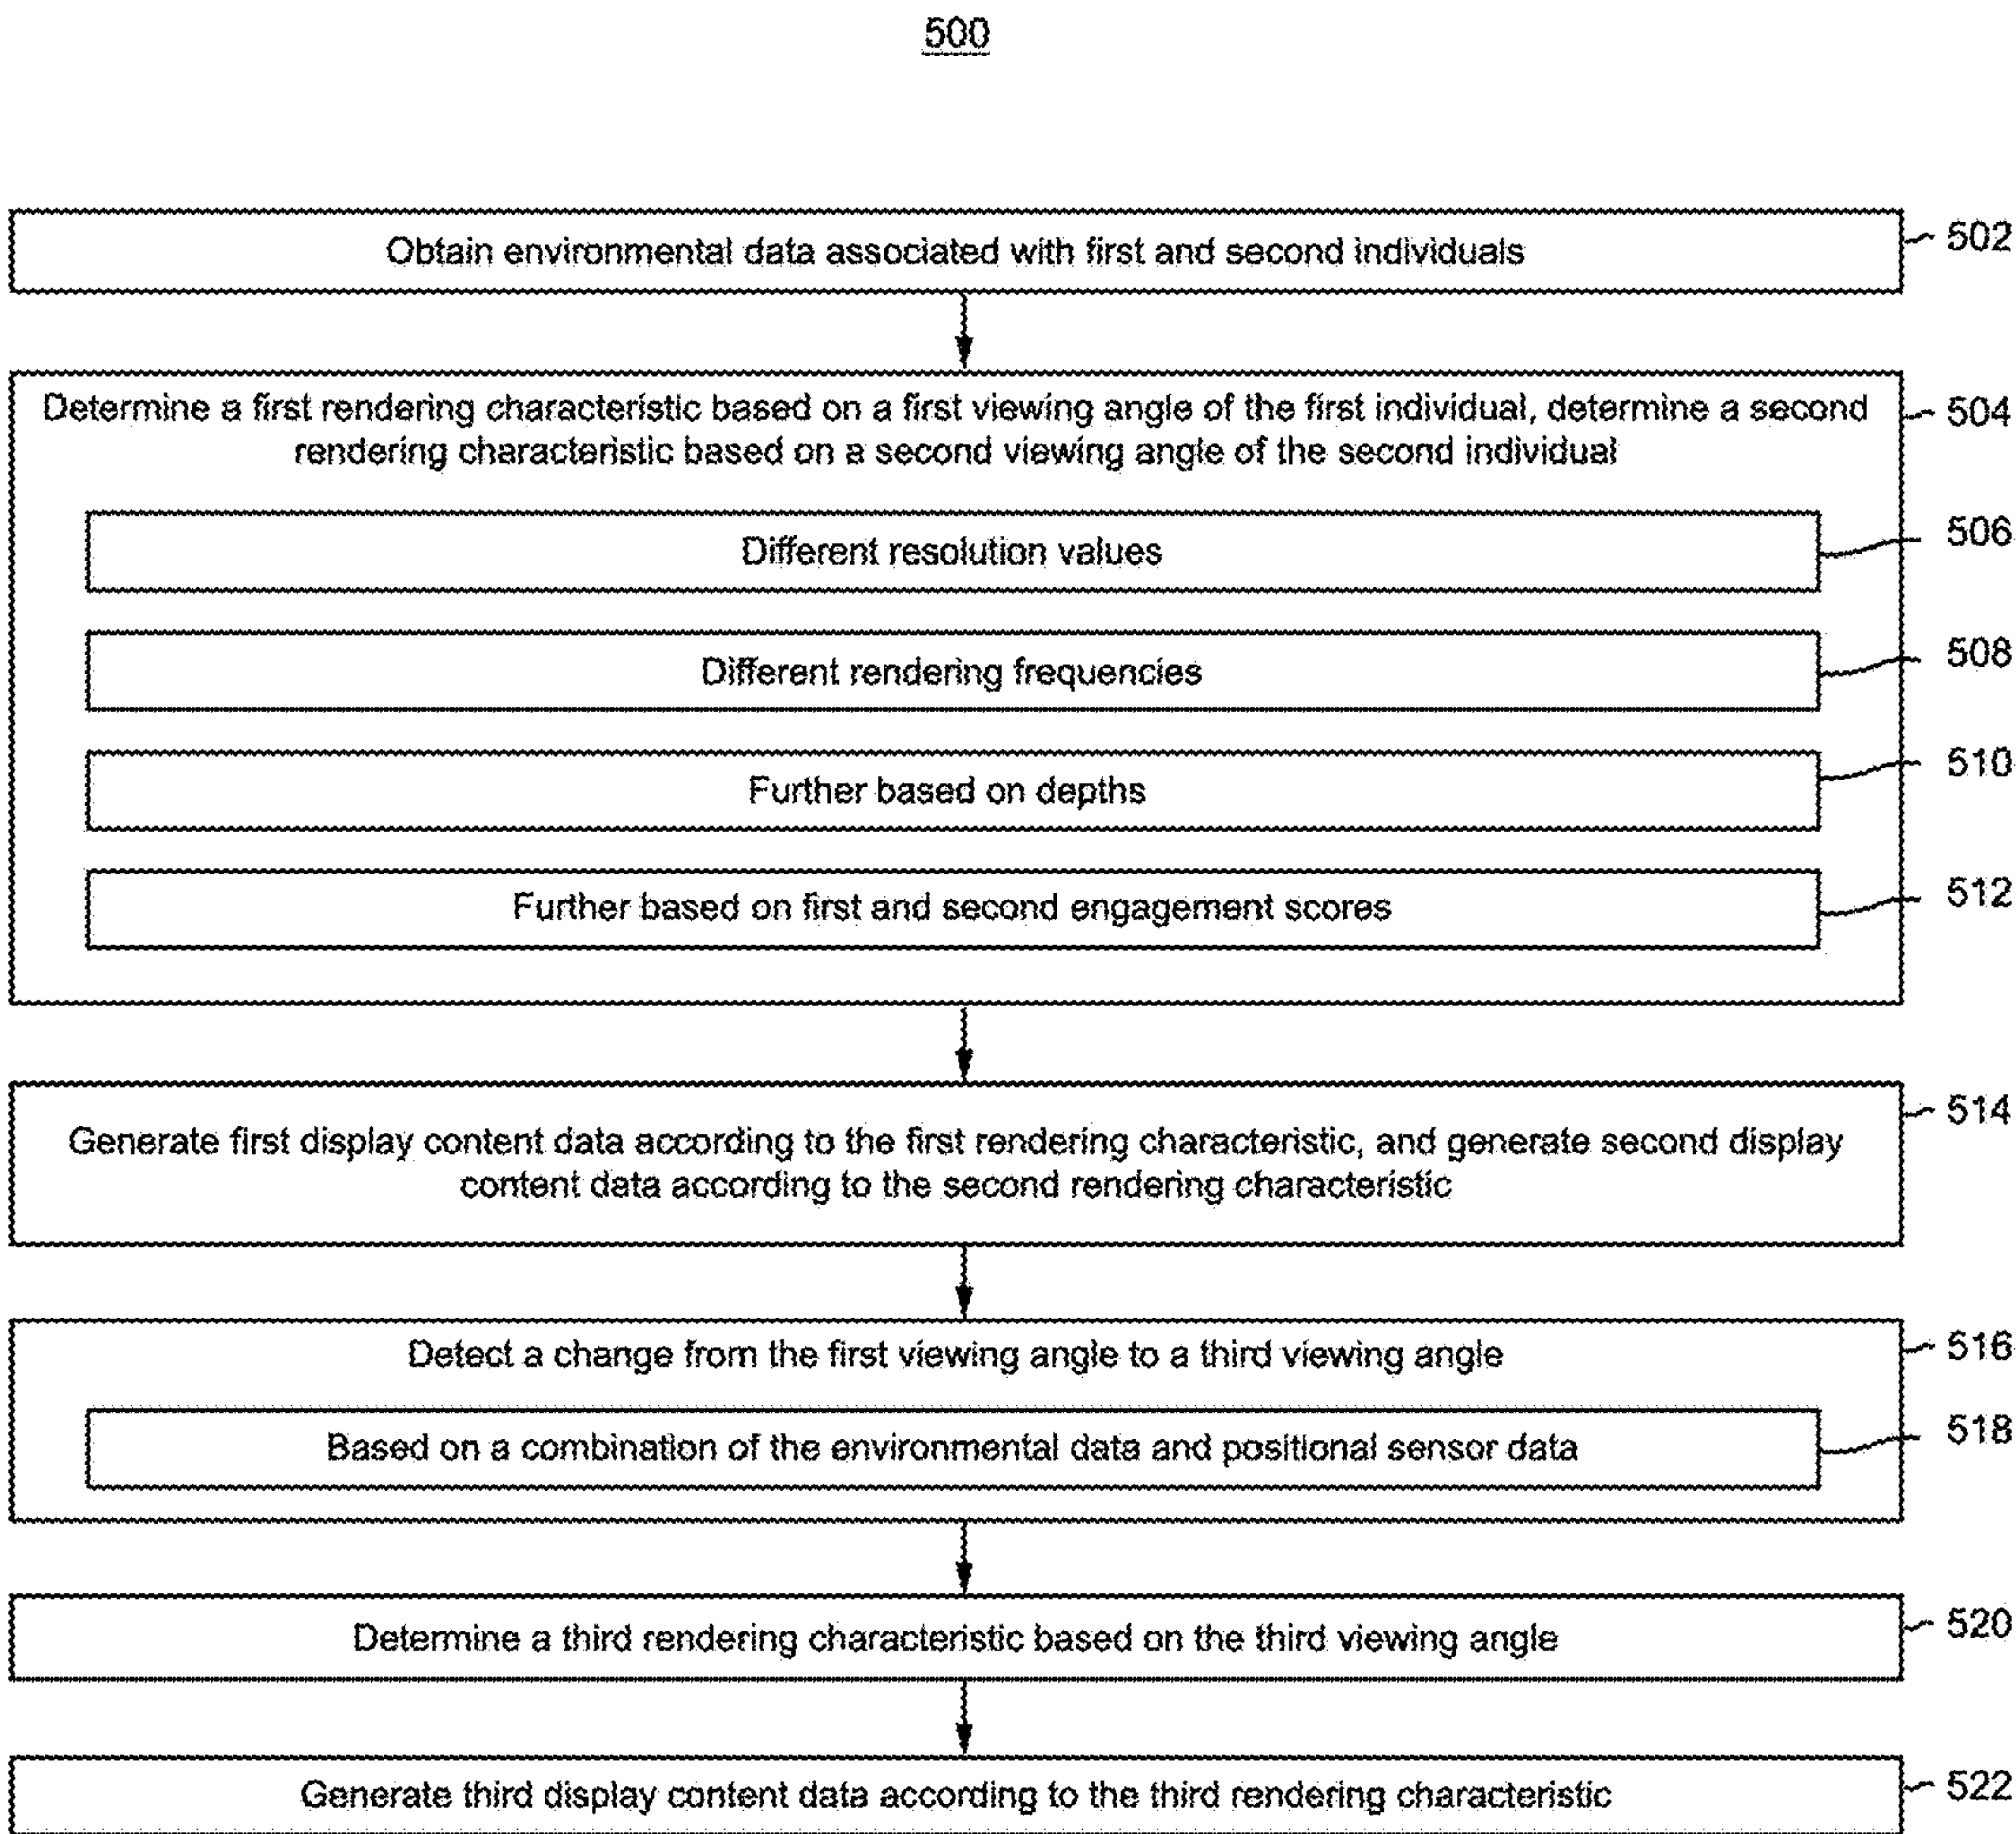 500
Obtain environmental data associated with first and second individuals
502
Determine a first rendering characteristic based on a first viewing angle of the first individual, determine a second
rendering characteristic based on a second viewing angle of the second individual
504
Different resolution values
506
Different rendering frequencies
508
Further based on depths
510
Further based on first and second engagement scores
512
Generate first display content data according to the first rendering characteristic, and generate second display
content data according to the second rendering characteristic
514
Detect a change from the first viewing angle to a third viewing angle
516
Based on a combination of the environmental data and positional sensor data
518
Determine a third rendering characteristic based on the third viewing angle
520
Generate third display content data according to the third rendering characteristic
522